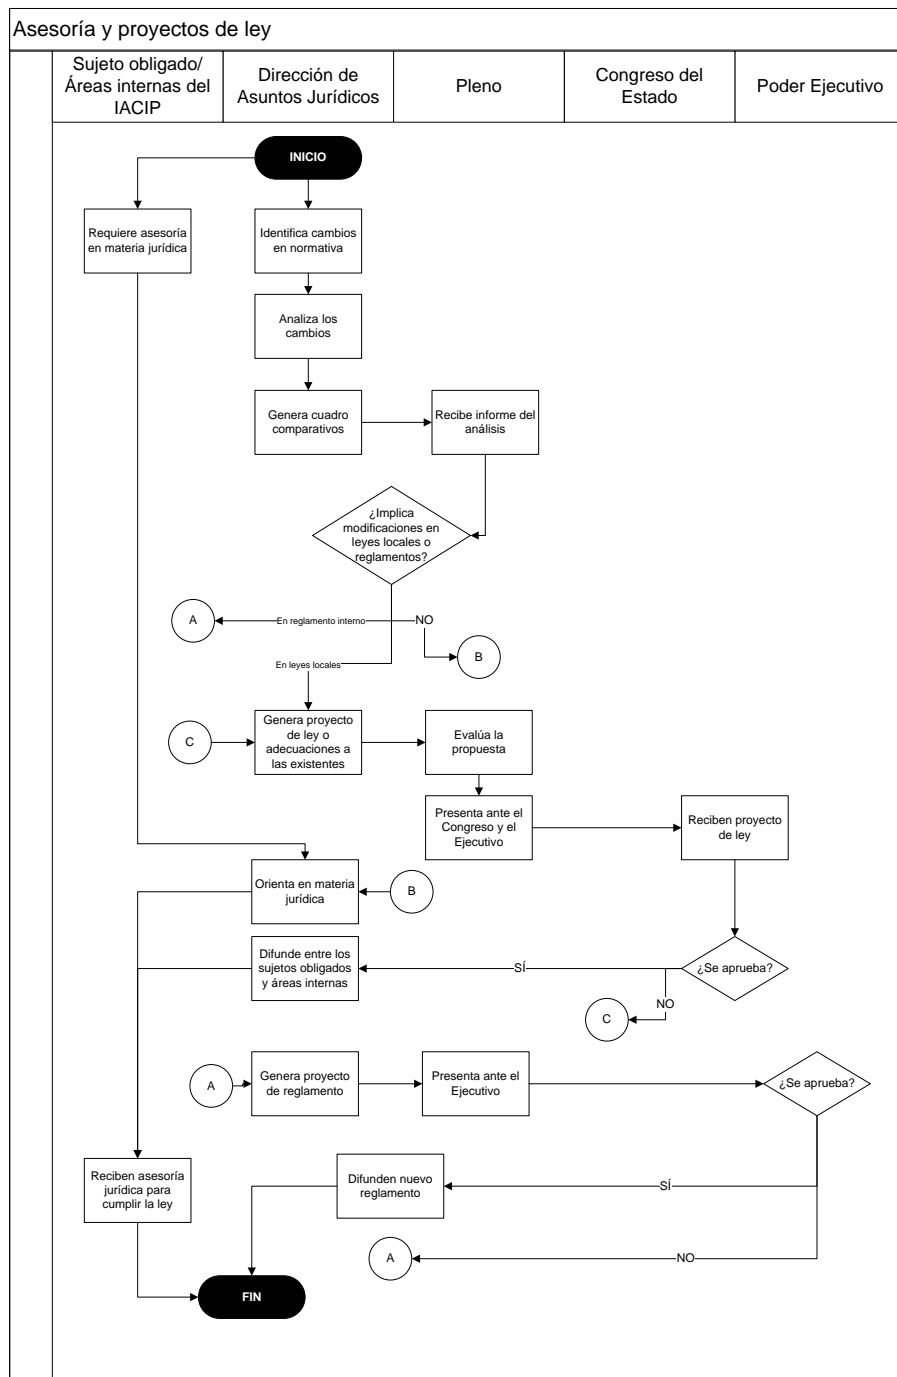 Asesoría y proyectos de ley
Sujeto obligado/
Áreas internas del
IACIP
Dirección de
Asuntos Jurídicos
Pleno
Congreso del
Estado
Poder Ejecutivo
INICIO
Requiere asesoría
en materia jurídica
Identifica cambios
en normativa
Analiza los
cambios
Genera cuadro
comparativos
Recibe informe del
análisis
¿Implica
modificaciones en
leyes locales o
reglamentos?
A
En reglamento interno
NO
B
En leyes locales
C
Genera proyecto
de ley o
adecuaciones a
las existentes
Evalúa la
propuesta
Presenta ante el
Congreso y el
Ejecutivo
Reciben proyecto
de ley
Orienta en materia
jurídica
B
Difunde entre los
sujetos obligados
y áreas internas
SÍ
¿Se aprueba?
NO
C
A
Genera proyecto
de reglamento
Presenta ante el
Ejecutivo
¿Se aprueba?
Reciben asesoría
jurídica para
cumplir la ley
Difunden nuevo
reglamento
SÍ
A
NO
FIN